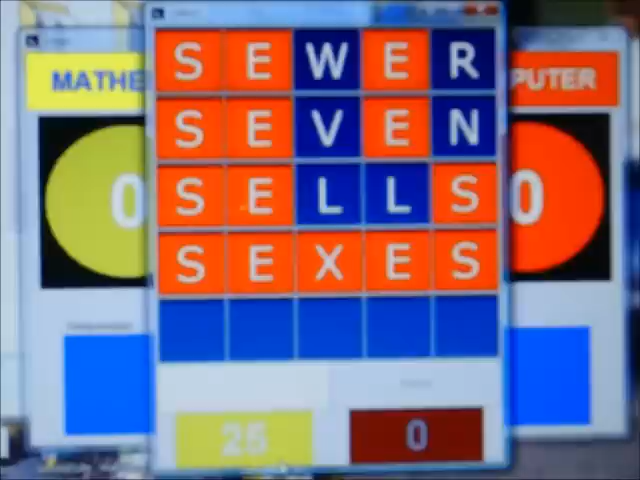 SEWER
MATHE
PUTER
SEVEN
0
0
SELLS
SEXES
25
0